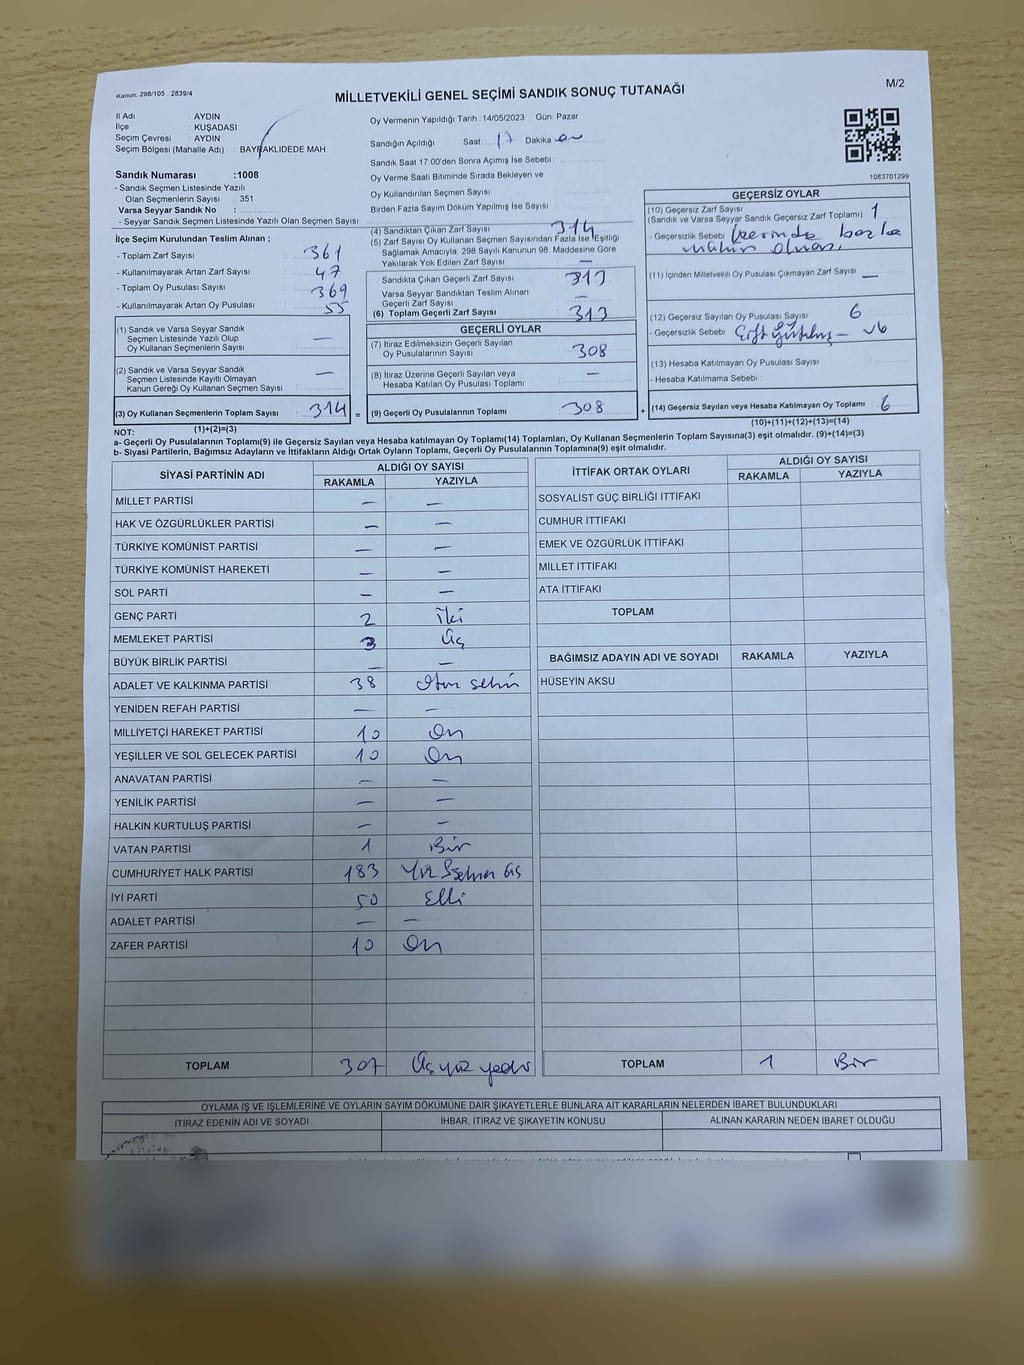 Kanun: 298/105 : 2839/4
M/2
MİLLETVEKİLİ GENEL SEÇİMİ SANDIK SONUÇ TUTANAĞI
İl Adı : AYDIN
İlçe : KUŞADASI
Seçim Çevresi : AYDIN
Seçim Bölgesi (Mahalle Adı) : BAYRAKLIDEDE MAH
Sandık Numarası :1008
- Sandık Seçmen Listesinde Yazılı
Olan Seçmenlerin Sayısı : 351
Varsa Seyyar Sandık No :
- Seyyar Sandık Seçmen Listesinde Yazılı Olan Seçmen Sayısı:
Oy Vermenin Yapıldığı Tarih :14/05/2023 Gün: Pazar
Sandığın Açıldığı Saat: 17 Dakika
Sandık Saat 17:00'den Sonra Açımış İse Sebebi :
Oy Verme Saati Bitiminde Sırada Bekleyen ve
Oy Kullandırılan Seçmen Sayısı :
Birden Fazla Sayım Döküm Yapılmış İse Sayısı :
1083701299
İlçe Seçim Kurulundan Teslim Alınan ;
- Toplam Zarf Sayısı : 361
- Kullanılmayarak Artan Zarf Sayısı : 47
- Toplam Oy Pusulası Sayısı : 369
- Kullanılmayarak Artan Oy Pusulası : 55
(1) Sandık ve Varsa Seyyar Sandık
Seçmen Listesinde Yazılı Olup
Oy Kullanan Seçmenlerin Sayısı : —
(2) Sandık ve Varsa Seyyar Sandık
Seçmen Listesinde Kayıtlı Olmayan
Kanun Gereği Oy Kullanan Seçmen Sayısı : —
(3) Oy Kullanan Seçmenlerin Toplam Sayısı : 314 =
(1)+(2)=(3)
(4) Sandıktan Çıkan Zarf Sayısı : 314
(5) Zarf Sayısı Oy Kullanan Seçmen Sayısından Fazla İse, Eşitliği
Sağlamak Amacıyla; 298 Sayılı Kanunun 98. Maddesine Göre
Yakılarak Yok Edilen Zarf Sayısı : —
Sandıkta Çıkan Geçerli Zarf Sayısı : 313
Varsa Seyyar Sandıktan Teslim Alınan
Geçerli Zarf Sayısı : —
(6) Toplam Geçerli Zarf Sayısı : 313
GEÇERLİ OYLAR
(7) İtiraz Edilmeksizin Geçerli Sayılan
Oy Pusulalarının Sayısı : 308
(8) İtiraz Üzerine Geçerli Sayılan veya
Hesaba Katılan Oy Pusulası Toplamı : —
(9) Geçerli Oy Pusulalarının Toplamı : 308 +
GEÇERSİZ OYLAR
(10) Geçersiz Zarf Sayısı
(Sandık ve Varsa Seyyar Sandık Geçersiz Zarf Toplamı) : 1
- Geçersizlik Sebebi : Üzerinde başka
mühür olması
(11) İçinden Milletvekili Oy Pusulası Çıkmayan Zarf Sayısı : —
(12) Geçersiz Sayılan Oy Pusulası Sayısı : 6
- Geçersizlik Sebebi :
(13) Hesaba Katılmayan Oy Pusulası Sayısı :
- Hesaba Katılmama Sebebi :
(14) Geçersiz Sayılan veya Hesaba Katılmayan Oy Toplamı : 6
(10)+(11)+(12)+(13)=(14)
NOT:
a- Geçerli Oy Pusulalarının Toplamı(9) ile Geçersiz Sayılan veya Hesaba katılmayan Oy Toplamı(14) Toplamları, Oy Kullanan Seçmenlerin Toplam Sayısına(3) eşit olmalıdır. (9)+(14)=(3)
b- Siyasi Partilerin, Bağımsız Adayların ve İttifakların Aldığı Ortak Oyların Toplamı, Geçerli Oy Pusulalarının Toplamına(9) eşit olmalıdır.
SİYASİ PARTİNİN ADI ALDIĞI OY SAYISI
RAKAMLA YAZIYLA
MİLLET PARTİSİ — —
HAK VE ÖZGÜRLÜKLER PARTİSİ — —
TÜRKİYE KOMÜNİST PARTİSİ — —
TÜRKİYE KOMÜNİST HAREKETİ — —
SOL PARTİ — —
GENÇ PARTİ 2 İki
MEMLEKET PARTİSİ 3 Üç
BÜYÜK BİRLİK PARTİSİ — —
ADALET VE KALKINMA PARTİSİ 38 Otuz sekiz
YENİDEN REFAH PARTİSİ — —
MİLLİYETÇİ HAREKET PARTİSİ 10 On
YEŞİLLER VE SOL GELECEK PARTİSİ 10 On
ANAVATAN PARTİSİ — —
YENİLİK PARTİSİ — —
HALKIN KURTULUŞ PARTİSİ — —
VATAN PARTİSİ 1 Bir
CUMHURİYET HALK PARTİSİ 183 Yüz Seksen üç
İYİ PARTİ 50 Elli
ADALET PARTİSİ — —
ZAFER PARTİSİ 10 On
TOPLAM 307 Üç yüz yedi
İTTİFAK ORTAK OYLARI ALDIĞI OY SAYISI
RAKAMLA YAZIYLA
SOSYALİST GÜÇ BİRLİĞİ İTTİFAKI
CUMHUR İTTİFAKI
EMEK VE ÖZGÜRLÜK İTTİFAKI
MİLLET İTTİFAKI
ATA İTTİFAKI
TOPLAM
BAĞIMSIZ ADAYIN ADI VE SOYADI RAKAMLA YAZIYLA
HÜSEYİN AKSU
TOPLAM 1 Bir
OYLAMA İŞ VE İŞLEMLERİNE VE OYLARIN SAYIM DÖKÜMÜNE DAİR ŞİKAYETLERLE BUNLARA AİT KARARLARIN NELERDEN İBARET BULUNDUKLARI
İTİRAZ EDENİN ADI VE SOYADI İHBAR, İTİRAZ VE ŞİKAYETİN KONUSU ALINAN KARARIN NEDEN İBARET OLDUĞU